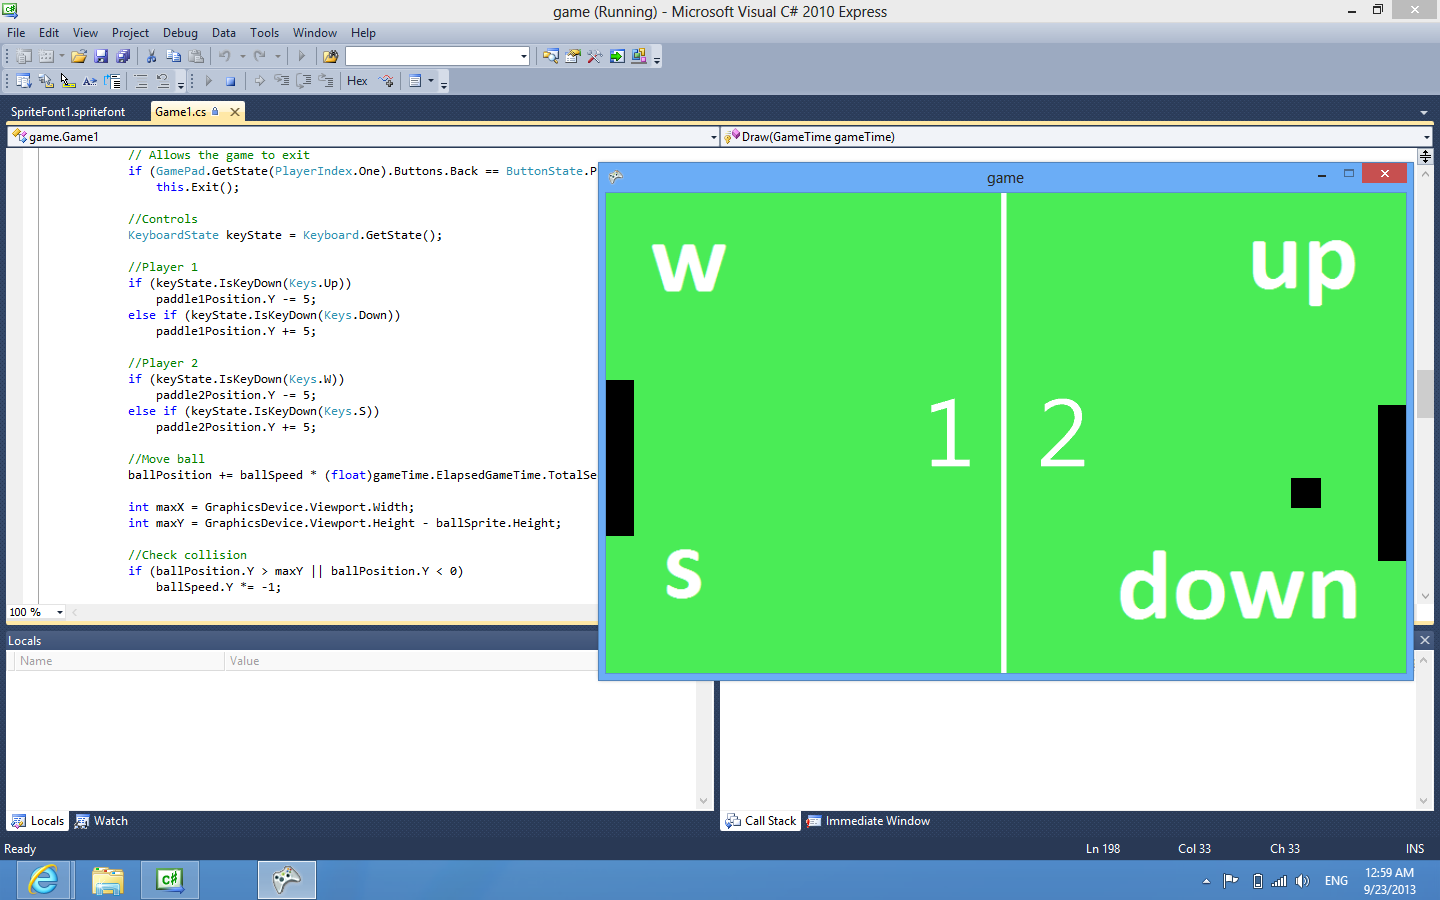 game (Running) - Microsoft Visual C# 2010 Express
File Edit View Project Debug Data Tools Window Help
Hex
SpriteFont1.spritefont Game1.cs
game.Game1 Draw(GameTime gameTime)
// Allows the game to exit
if (GamePad.GetState(PlayerIndex.One).Buttons.Back == ButtonState.P
this.Exit();
//Controls
KeyboardState keyState = Keyboard.GetState();
//Player 1
if (keyState.IsKeyDown(Keys.Up))
paddle1Position.Y -= 5;
else if (keyState.IsKeyDown(Keys.Down))
paddle1Position.Y += 5;
//Player 2
if (keyState.IsKeyDown(Keys.W))
paddle2Position.Y -= 5;
else if (keyState.IsKeyDown(Keys.S))
paddle2Position.Y += 5;
//Move ball
ballPosition += ballSpeed * (float)gameTime.ElapsedGameTime.TotalSe
int maxX = GraphicsDevice.Viewport.Width;
int maxY = GraphicsDevice.Viewport.Height - ballSprite.Height;
//Check collision
if (ballPosition.Y > maxY || ballPosition.Y < 0)
ballSpeed.Y *= -1;
100 %
game
w up
1 2
s down
Locals
Name Value
Locals Watch
Call Stack Immediate Window
Ready Ln 198 Col 33 Ch 33 INS
C#
ENG
12:59 AM
9/23/2013